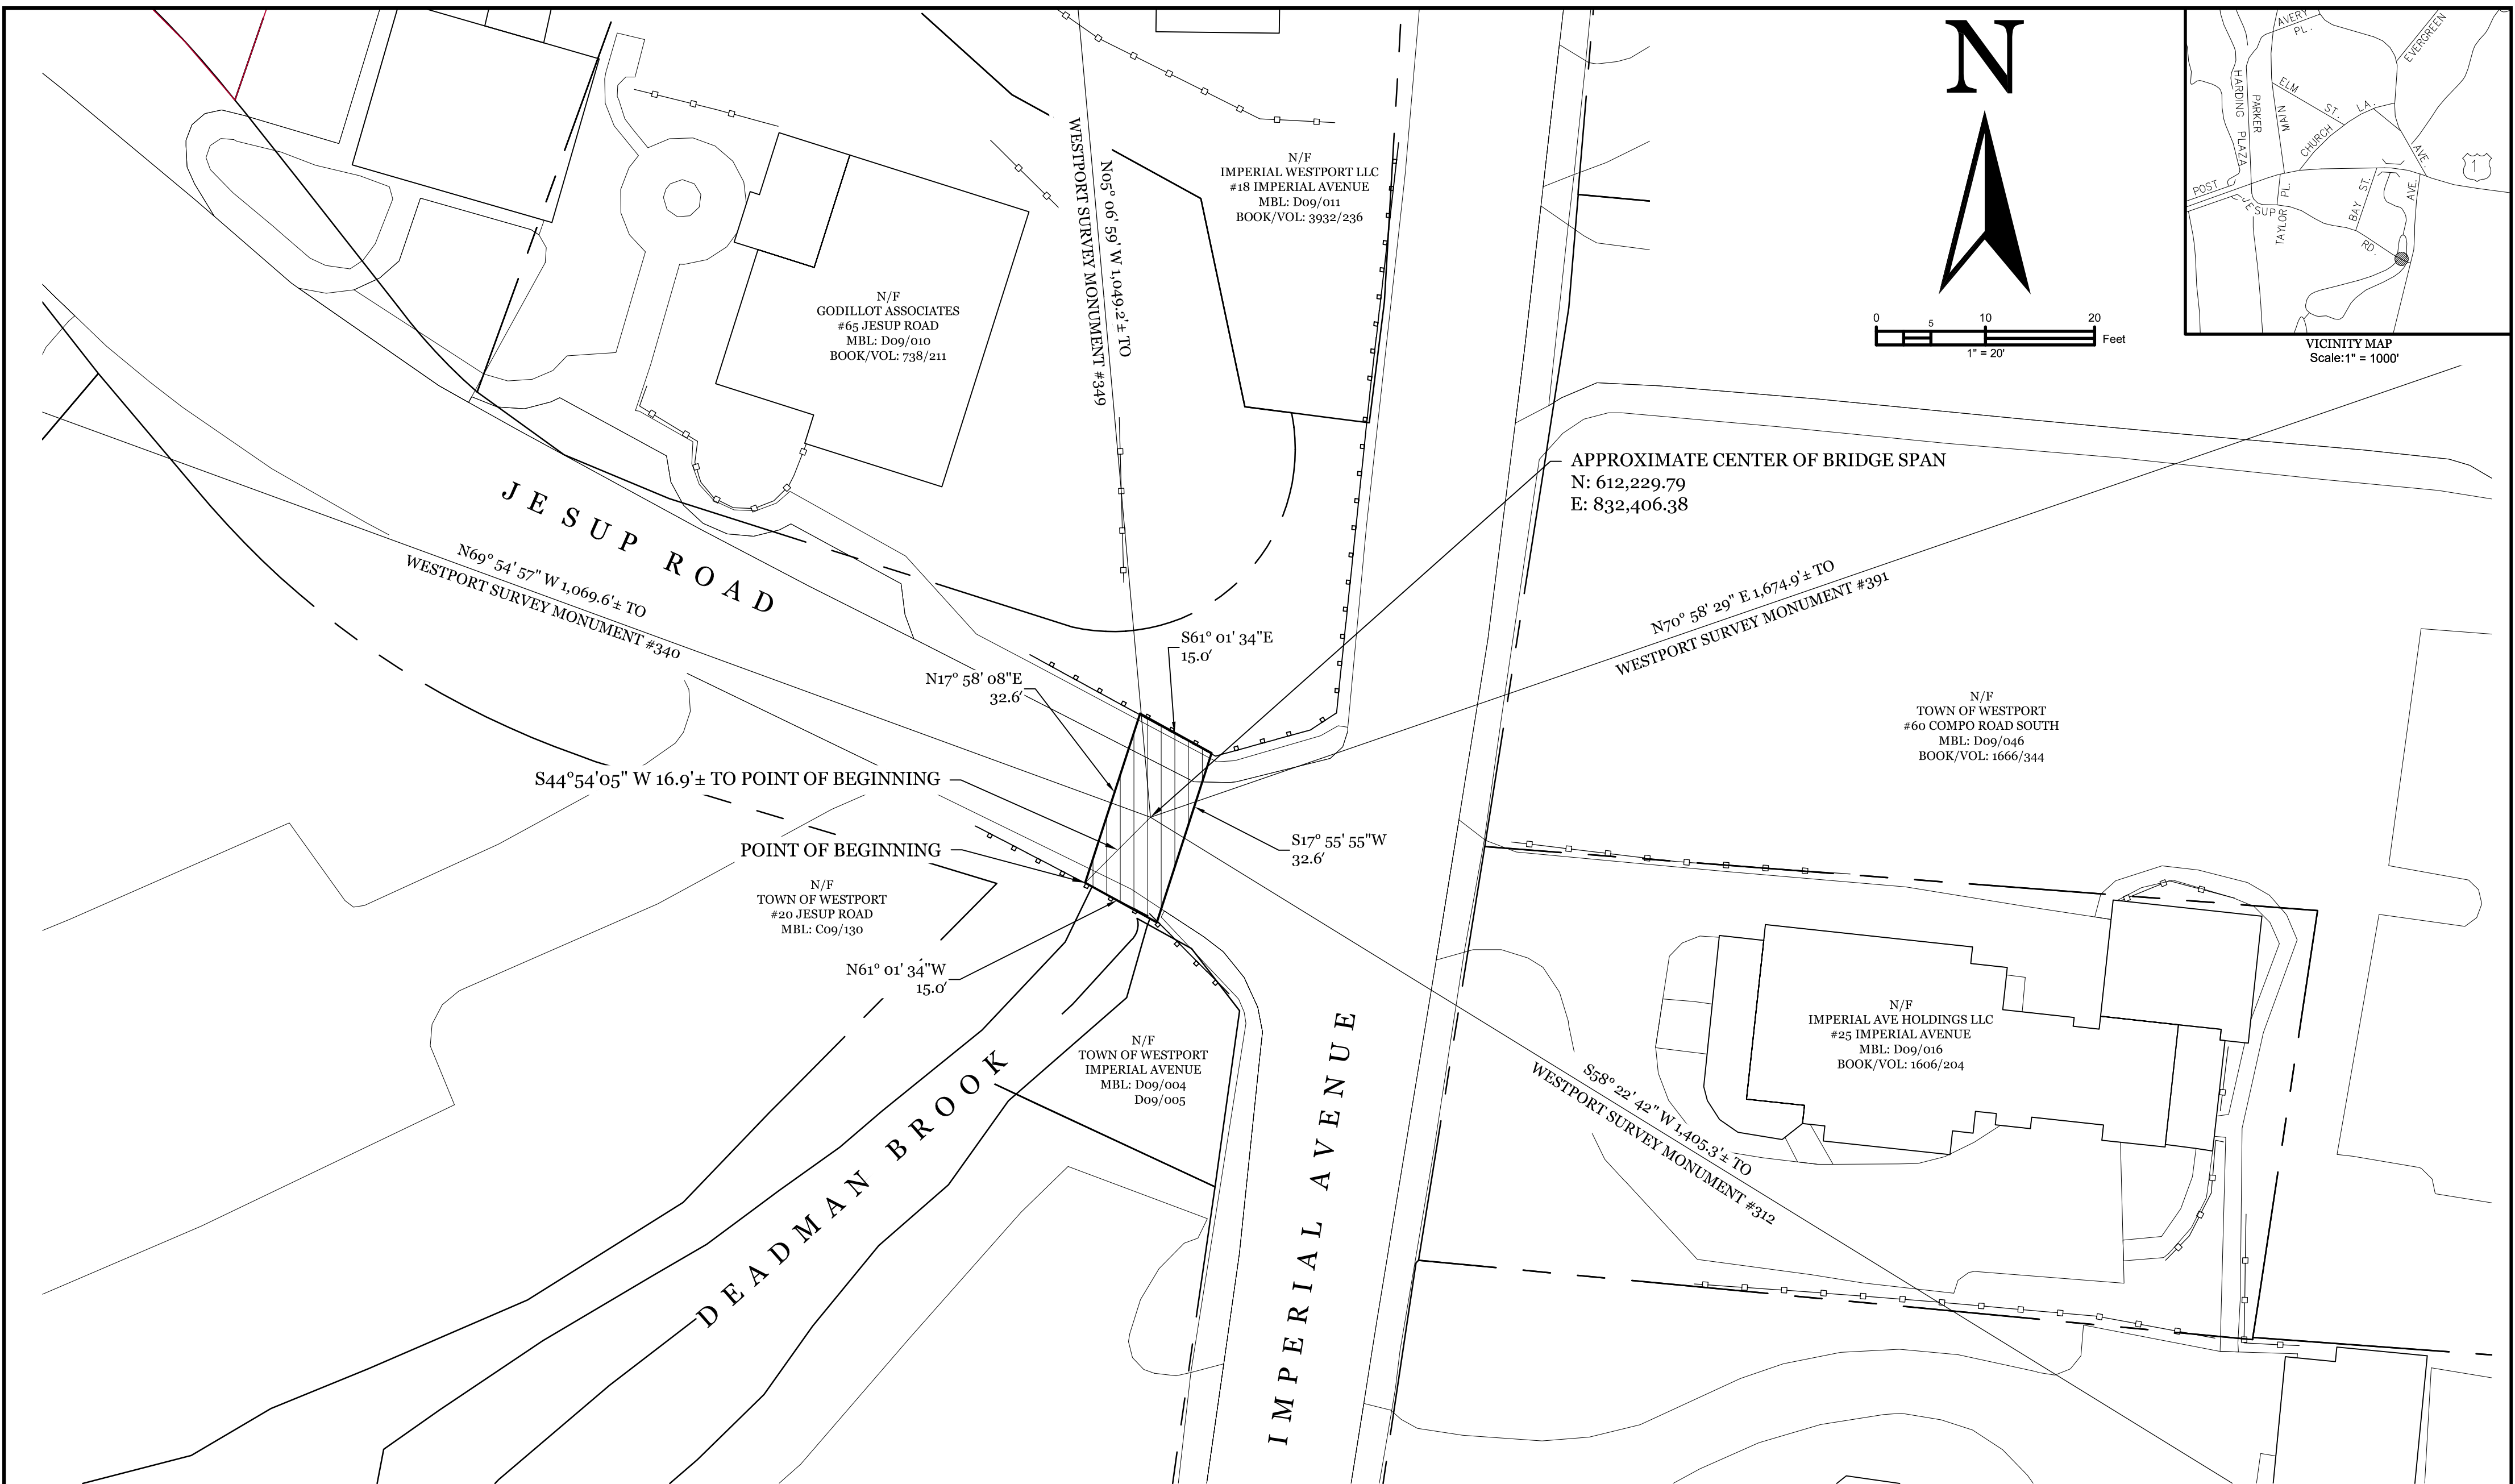 N
0
5
10
20
Feet
1" = 20'
AVERY
PL.
EVERGREEN
HARDING PLAZA
PARKER
MAIN
ELM
ST.
CHURCH
LA.
AVE.
1
POST
JESUP
TAYLOR PL.
BAY ST.
RD.
AVE.
VICINITY MAP
Scale:1" = 1000'
N/F
IMPERIAL WESTPORT LLC
#18 IMPERIAL AVENUE
MBL: D09/011
BOOK/VOL: 3932/236
N05° 06' 59' W 1,049.2'± TO
WESTPORT SURVEY MONUMENT #349
N/F
GODILLOT ASSOCIATES
#65 JESUP ROAD
MBL: D09/010
BOOK/VOL: 738/211
APPROXIMATE CENTER OF BRIDGE SPAN
N: 612,229.79
E: 832,406.38
JESUP ROAD
N69° 54' 57" W 1,069.6'± TO
WESTPORT SURVEY MONUMENT #340
N70° 58' 29" E 1,674.9'± TO
WESTPORT SURVEY MONUMENT #391
S61° 01' 34"E
15.0'
N17° 58' 08"E
32.6'
N/F
TOWN OF WESTPORT
#60 COMPO ROAD SOUTH
MBL: D09/046
BOOK/VOL: 1666/344
S44°54'05" W 16.9'± TO POINT OF BEGINNING
POINT OF BEGINNING
S17° 55' 55"W
32.6'
N/F
TOWN OF WESTPORT
#20 JESUP ROAD
MBL: C09/130
N61° 01' 34"W
15.0'
N/F
TOWN OF WESTPORT
IMPERIAL AVENUE
MBL: D09/004
D09/005
N/F
IMPERIAL AVE HOLDINGS LLC
#25 IMPERIAL AVENUE
MBL: D09/016
BOOK/VOL: 1606/204
S58° 22' 42" W 1,405.3'± TO
WESTPORT SURVEY MONUMENT #312
DEADMAN BROOK
IMPERIAL AVENUE